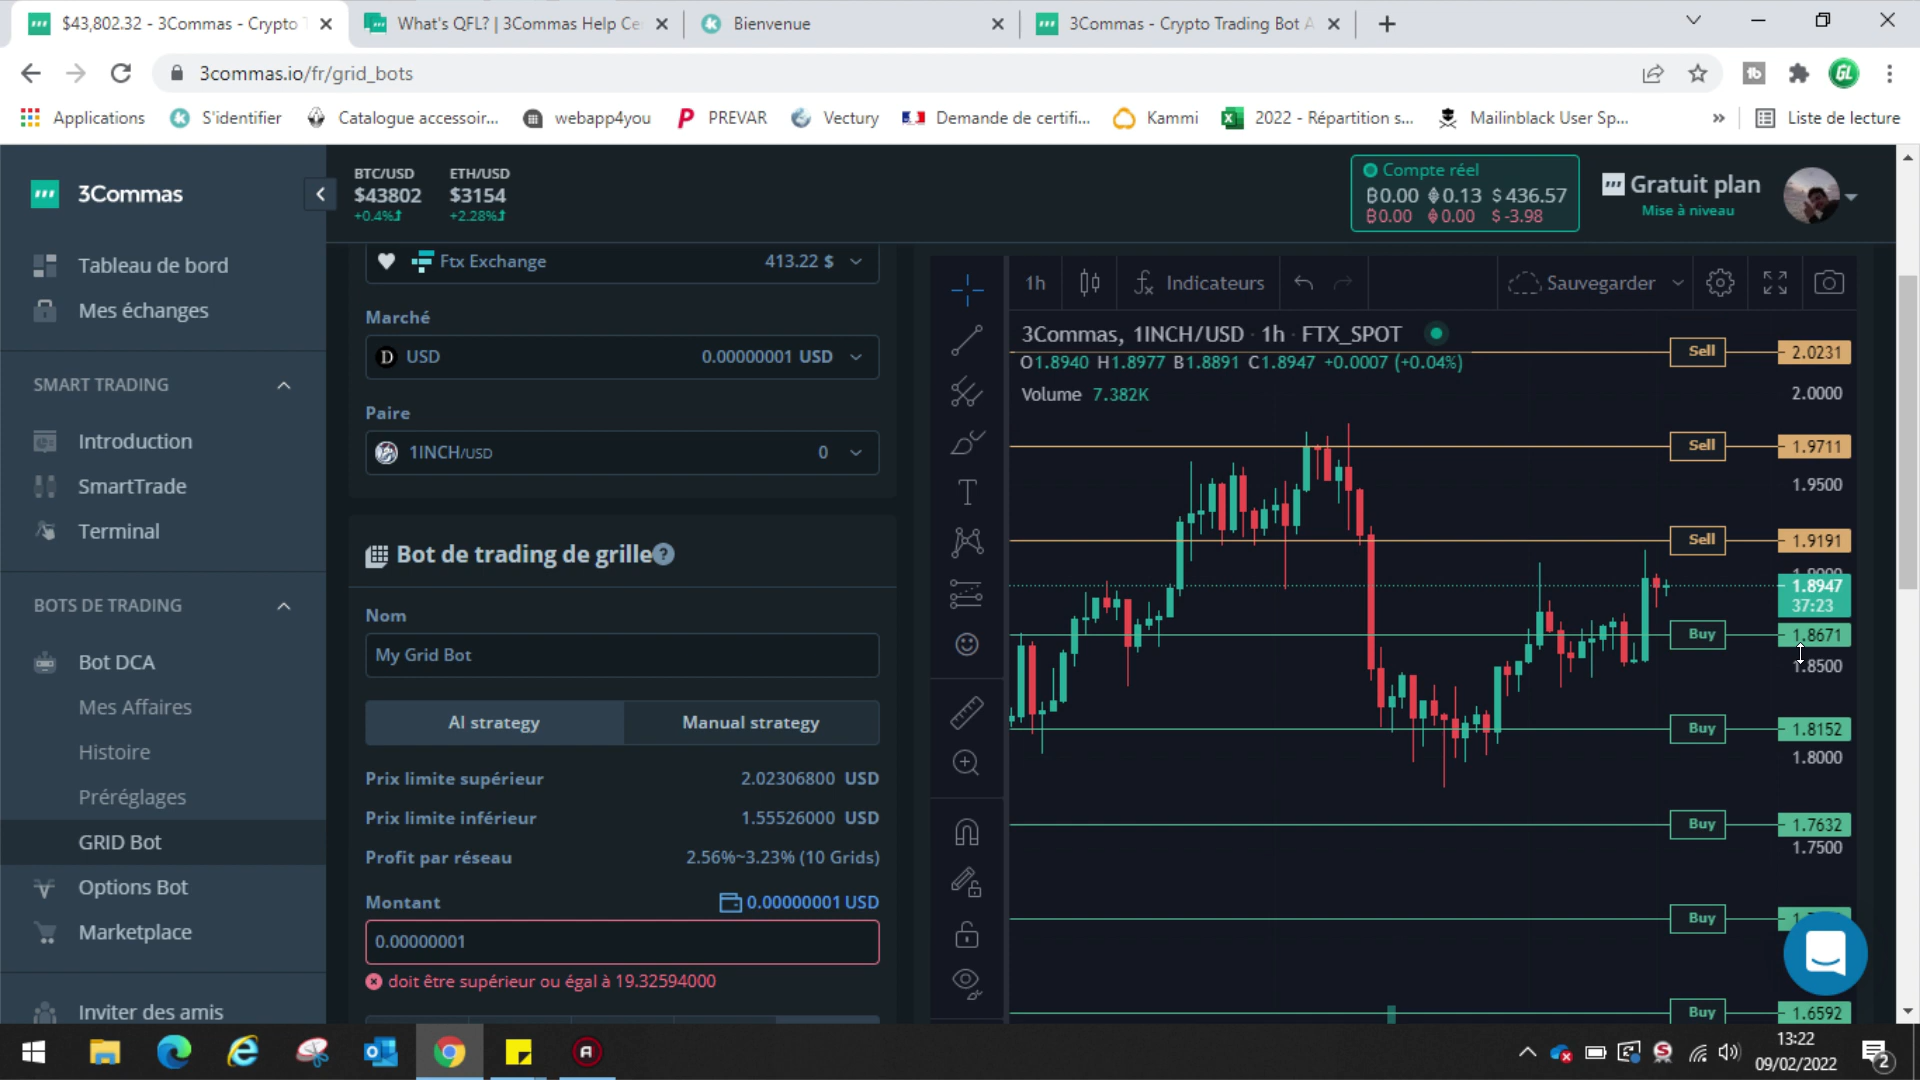 $43,802.32 - 3Commas - Crypto
What's QFL? | 3Commas Help Ce
Bienvenue
3Commas - Crypto Trading Bot
3commas.io/fr/grid_bots
GL
Applications
S'identifier
Catalogue accessoir...
webapp4you
PREVAR
Vectury
Demande de certifi...
Kammi
2022 - Répartition s...
Mailinblack User Sp...
»
Liste de lecture
3Commas
BTC/USD
$43802
+0.4%
ETH/USD
$3154
+2.28%
Compte réel
0.00 0.13 $ 436.57
0.00 0.00 $ -3.98
Gratuit plan
Mise à niveau
Tableau de bord
Mes échanges
SMART TRADING
Introduction
SmartTrade
Terminal
BOTS DE TRADING
Bot DCA
Mes Affaires
Histoire
Préréglages
GRID Bot
Options Bot
Marketplace
Inviter des amis
Ftx Exchange
413.22 $
Marché
USD
0.00000001 USD
Paire
1INCH/USD
0
Bot de trading de grille
Nom
My Grid Bot
AI strategy
Manual strategy
Prix limite supérieur
2.02306800 USD
Prix limite inférieur
1.55526000 USD
Profit par réseau
2.56%~3.23% (10 Grids)
Montant
0.00000001 USD
0.00000001
doit être supérieur ou égal à 19.32594000
1h
Indicateurs
Sauvegarder
3Commas, 1INCH/USD · 1h · FTX_SPOT
O1.8940 H1.8977 B1.8891 C1.8947 +0.0007 (+0.04%)
Volume 7.382K
Sell
2.0231
2.0000
Sell
1.9711
1.9500
Sell
1.9191
1.8947
37:23
Buy
1.8671
1.8500
Buy
1.8152
1.8000
Buy
1.7632
1.7500
Buy
Buy
1.6592
13:22
09/02/2022
2